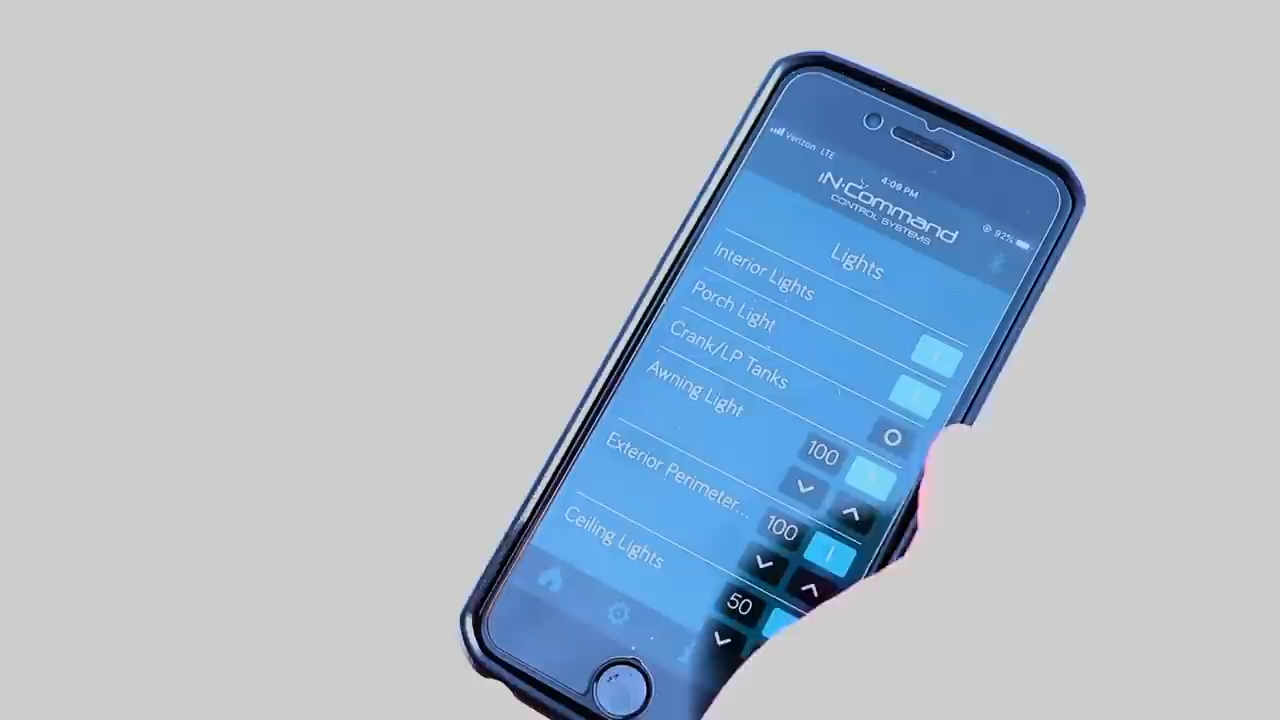 Verizon LTE
4:09 PM
92%
iN·Command
CONTROL SYSTEMS
Lights
Interior Lights
Porch Light
Crank/LP Tanks
Awning Light
100
Exterior Perimeter...
100
Ceiling Lights
50